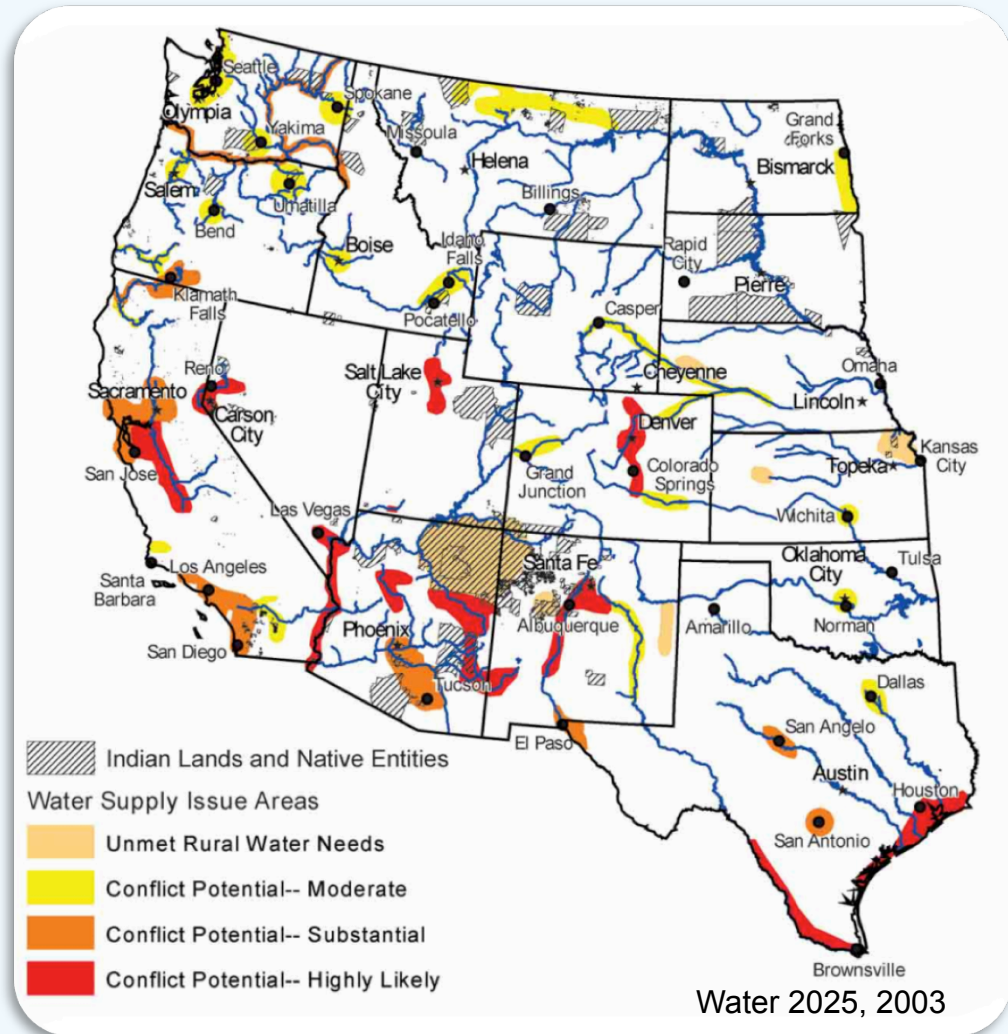 Seattle
Spokane
Olympia
Yakima
Missoula
Grand
Forks
Helena
Bismarck
Salem
Umatilla
Billings
Bend
Boise
Idaho
Falls
Rapid
City
Pierre
Klamath
Falls
Pocatello
Casper
Reno
Salt Lake
City
Cheyenne
Omaha
Sacramento
Lincoln
Carson
City
Denver
San Jose
Grand
Junction
Colorado
Springs
Topeka
Kansas
City
Las Vegas
Wichita
Santa Fe
Oklahoma
City
Tulsa
Santa
Barbara
Los Angeles
Phoenix
Albuquerque
Amarillo
Norman
San Diego
Tucson
Dallas
El Paso
San Angelo
Austin
Houston
San Antonio
Brownsville
Indian Lands and Native Entities
Water Supply Issue Areas
Unmet Rural Water Needs
Conflict Potential-- Moderate
Conflict Potential-- Substantial
Conflict Potential-- Highly Likely
Water 2025, 2003